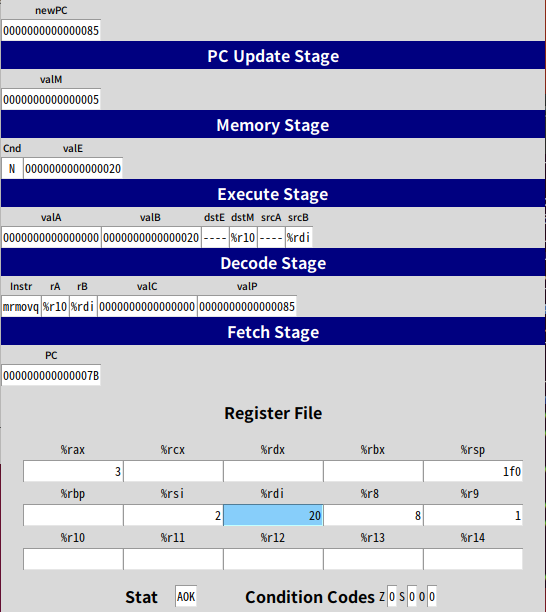 newPC
0000000000000085
PC Update Stage
valM
0000000000000005
Memory Stage
Cnd valE
N 0000000000000020
Execute Stage
valA valB dstE dstM srcA srcB
0000000000000000 0000000000000020 ---- %r10 ---- %rdi
Decode Stage
Instr rA rB valC valP
mrmovq %r10 %rdi 0000000000000000 0000000000000085
Fetch Stage
PC
000000000000007B
Register File
%rax %rcx %rdx %rbx %rsp
3 1f0
%rbp %rsi %rdi %r8 %r9
2 20 8 1
%r10 %r11 %r12 %r13 %r14
Stat AOK Condition Codes Z 0 S 0 O 0